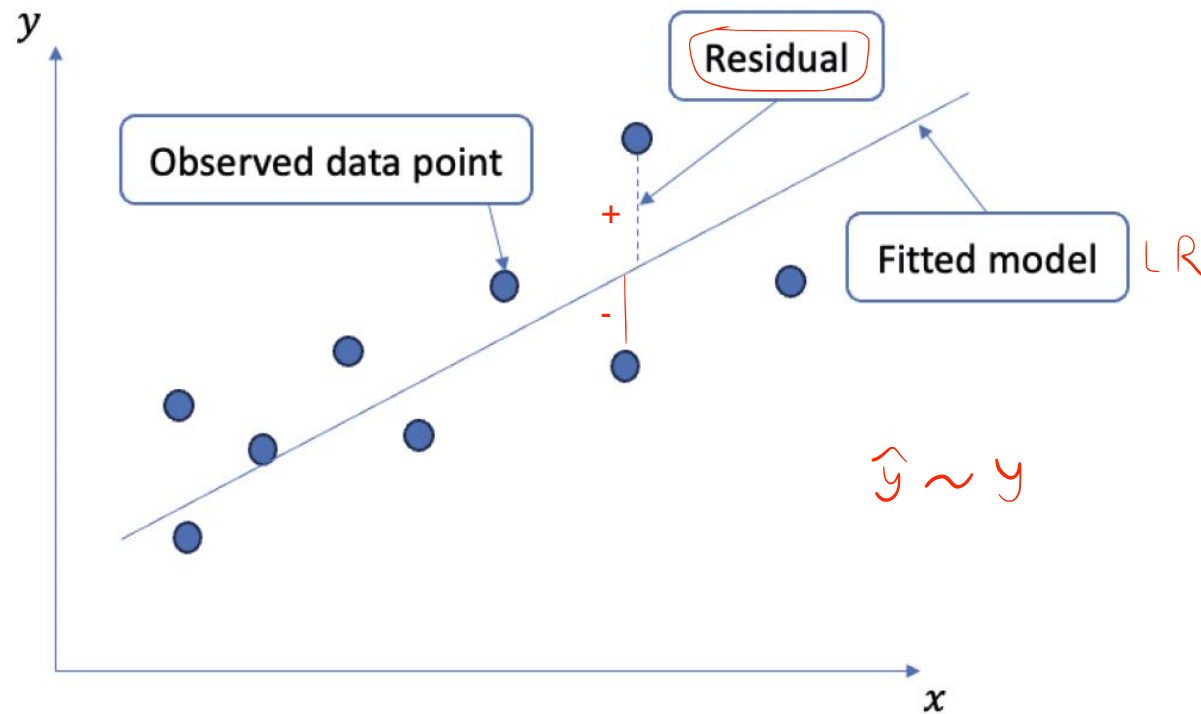 y
Residual
Observed data point
+
Fitted model LR
-
ŷ ~ y
x